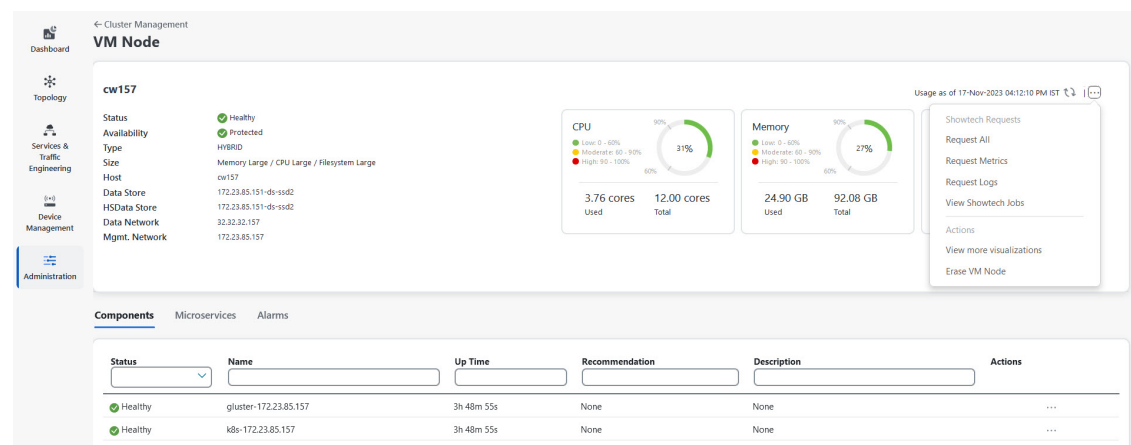 ← Cluster Management
VM Node
Dashboard
Topology
Services &
Traffic
Engineering
Device
Management
Administration
cw157
Usage as of 17-Nov-2023 04:12:10 PM IST
Status Healthy
Availability Protected
Type HYBRID
Size Memory Large / CPU Large / Filesystem Large
Host cw157
Data Store 172.23.85.151-ds-ssd2
HSData Store 172.23.85.151-ds-ssd2
Data Network 32.32.32.157
Mgmt. Network 172.23.85.157
CPU
Low: 0 - 60%
Moderate: 60 - 90%
High: 90 - 100%
90%
31%
60%
3.76 cores 12.00 cores
Used Total
Memory
Low: 0 - 60%
Moderate: 60 - 90%
High: 90 - 100%
90%
27%
60%
24.90 GB 92.08 GB
Used Total
Showtech Requests
Request All
Request Metrics
Request Logs
View Showtech Jobs
Actions
View more visualizations
Erase VM Node
Components Microservices Alarms
Status Name Up Time Recommendation Description Actions
Healthy gluster-172.23.85.157 3h 48m 55s None None ...
Healthy k8s-172.23.85.157 3h 48m 55s None None ...